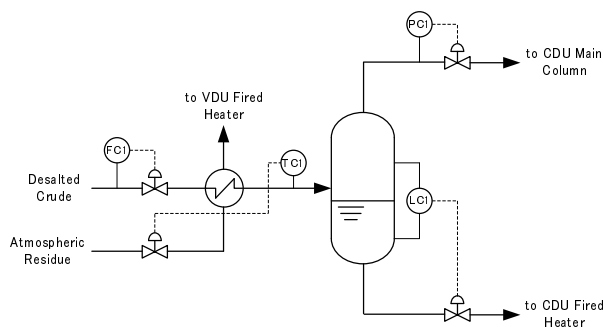 PC1
to CDU Main
Column
to VDU Fired
Heater
FC1
TC1
Desalted
Crude
LC1
Atmospheric
Residue
to CDU Fired
Heater